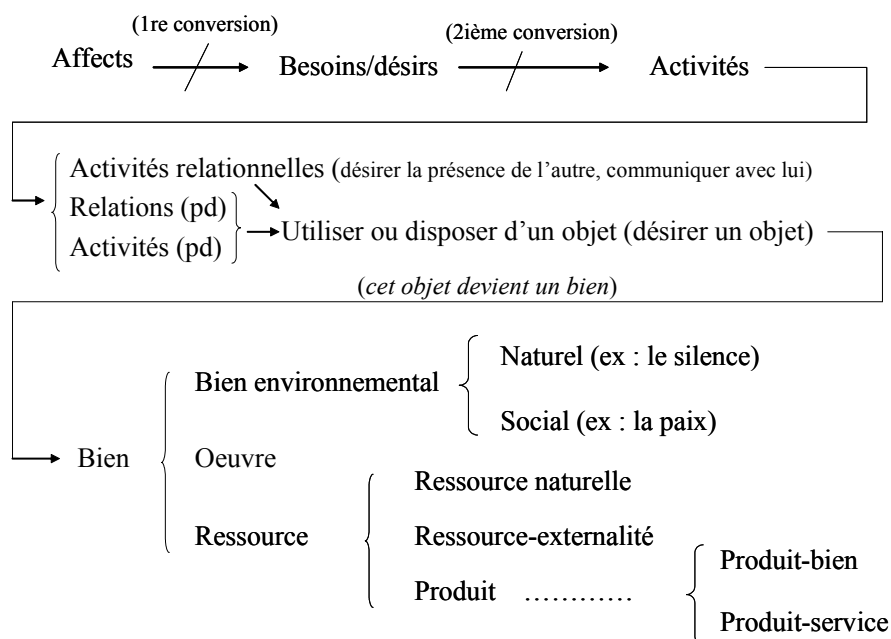 (1re conversion) (2ième conversion)
Affects Besoins/désirs Activités
Activités relationnelles (désirer la présence de l’autre, communiquer avec lui)
Relations (pd)
Utiliser ou disposer d’un objet (désirer un objet)
Activités (pd)
(cet objet devient un bien)
Naturel (ex : le silence)
Bien environnemental
Social (ex : la paix)
Bien Oeuvre
Ressource naturelle
Ressource Ressource-externalité
Produit-bien
Produit ............
Produit-service